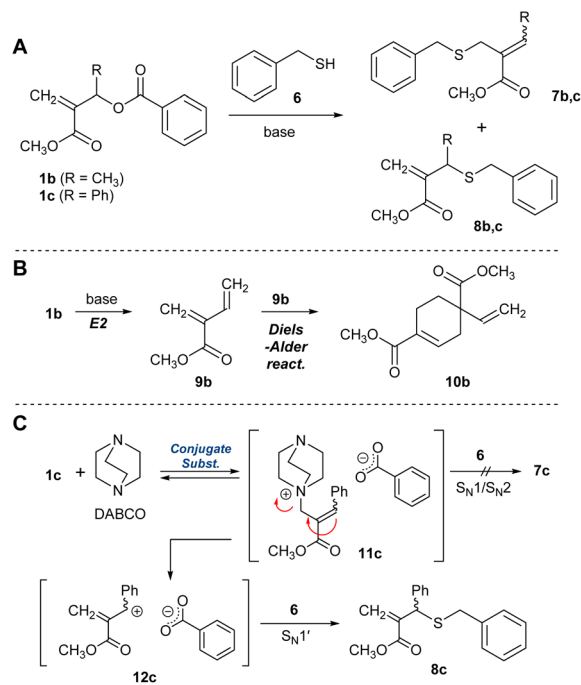 A
R
CH₂
O
O
CH₃O
O
1b (R = CH₃)
1c (R = Ph)
SH
6
base
R
S
CH₃O
O
7b,c
+
R
CH₂
S
CH₃O
O
8b,c
B
1b
base
E2
CH₂
CH₂
CH₃O
O
9b
9b
Diels
-Alder
react.
O
OCH₃
CH₂
CH₃O
O
10b
C
1c
+
N
N
DABCO
Conjugate
Subst.
N
N
+
Ph
CH₃O
O
O
−
O
11c
6
SN1/SN2
7c
Ph
CH₂
+
CH₃O
O
O
−
O
12c
6
SN1′
Ph
CH₂
S
CH₃O
O
8c